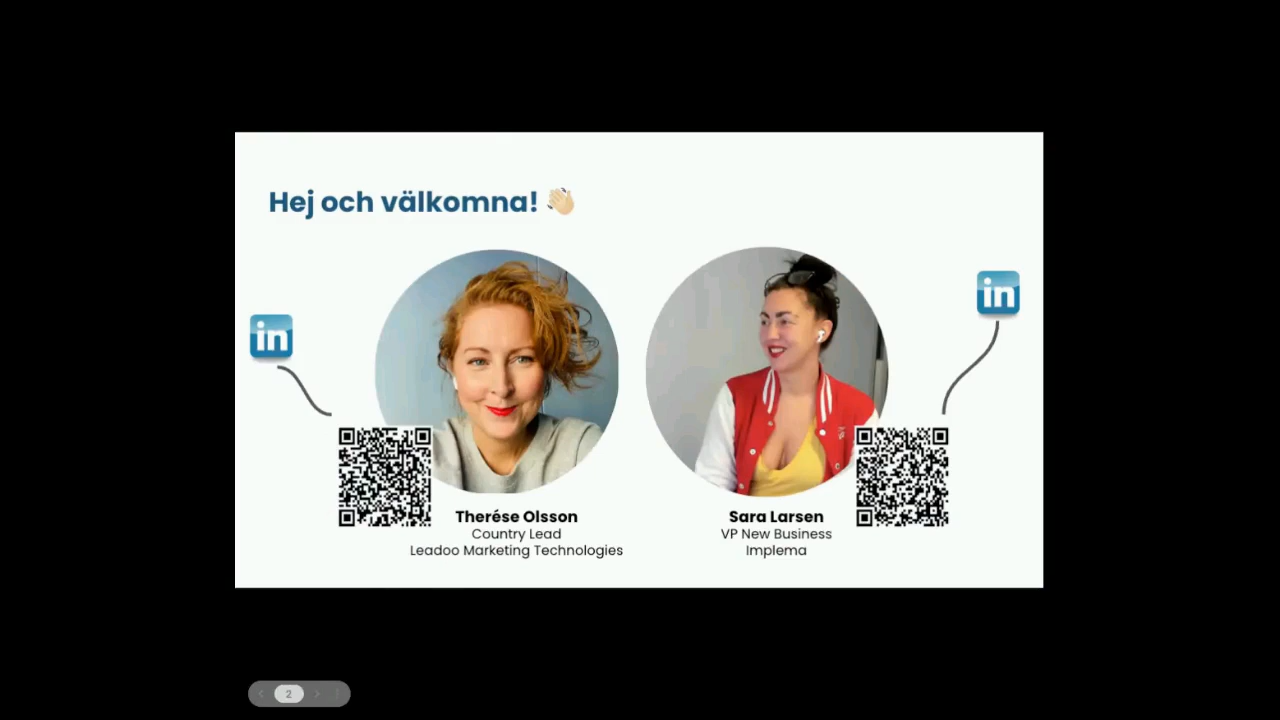 Hej och välkomna!
in
in
Therése Olsson
Country Lead
Leadoo Marketing Technologies
Sara Larsen
VP New Business
Implema
2